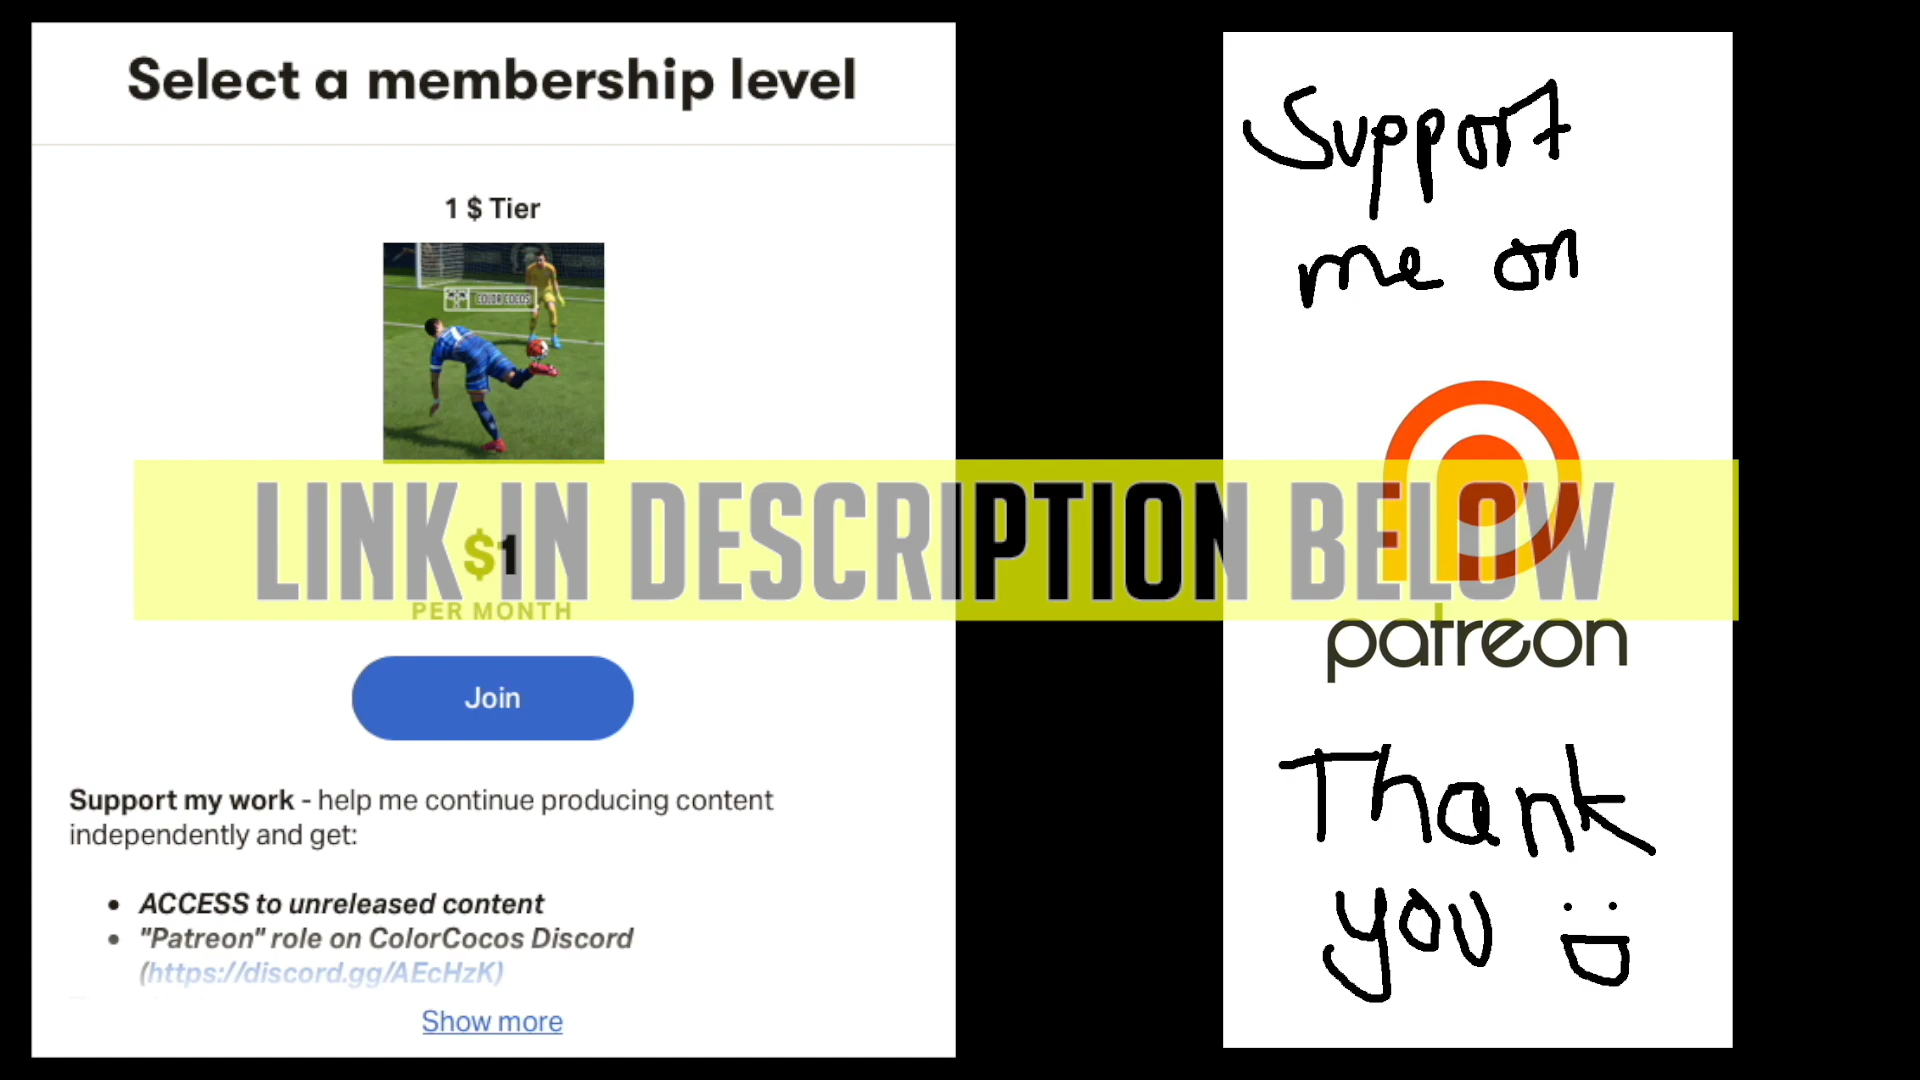 Select a membership level
1 $ Tier
COLOR COCOS
LINK IN DESCRIPTION BELOW
$1
PER MONTH
Join
Support my work - help me continue producing content
independently and get:
• ACCESS to unreleased content
• "Patreon" role on ColorCocos Discord
(https://discord.gg/AEcHzK)
Show more
Support
me on
patreon
Thank
you